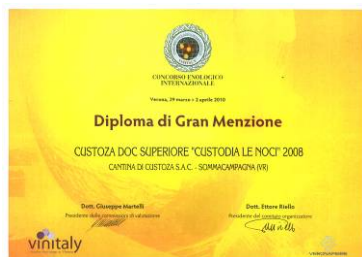 CONCORSO ENOLOGICO
INTERNAZIONALE
Verona, 29 marzo - 2 aprile 2010
Diploma di Gran Menzione
CUSTOZA DOC SUPERIORE "CUSTODIA LE NOCI" 2008
CANTINA DI CUSTOZA S.A.C. - SOMMACAMPAGNA (VR)
Dott. Giuseppe Martelli
Presidente della commissione di valutazione
Dott. Ettore Riello
Presidente del comitato organizzatore
vinitaly
VERONAFIERE